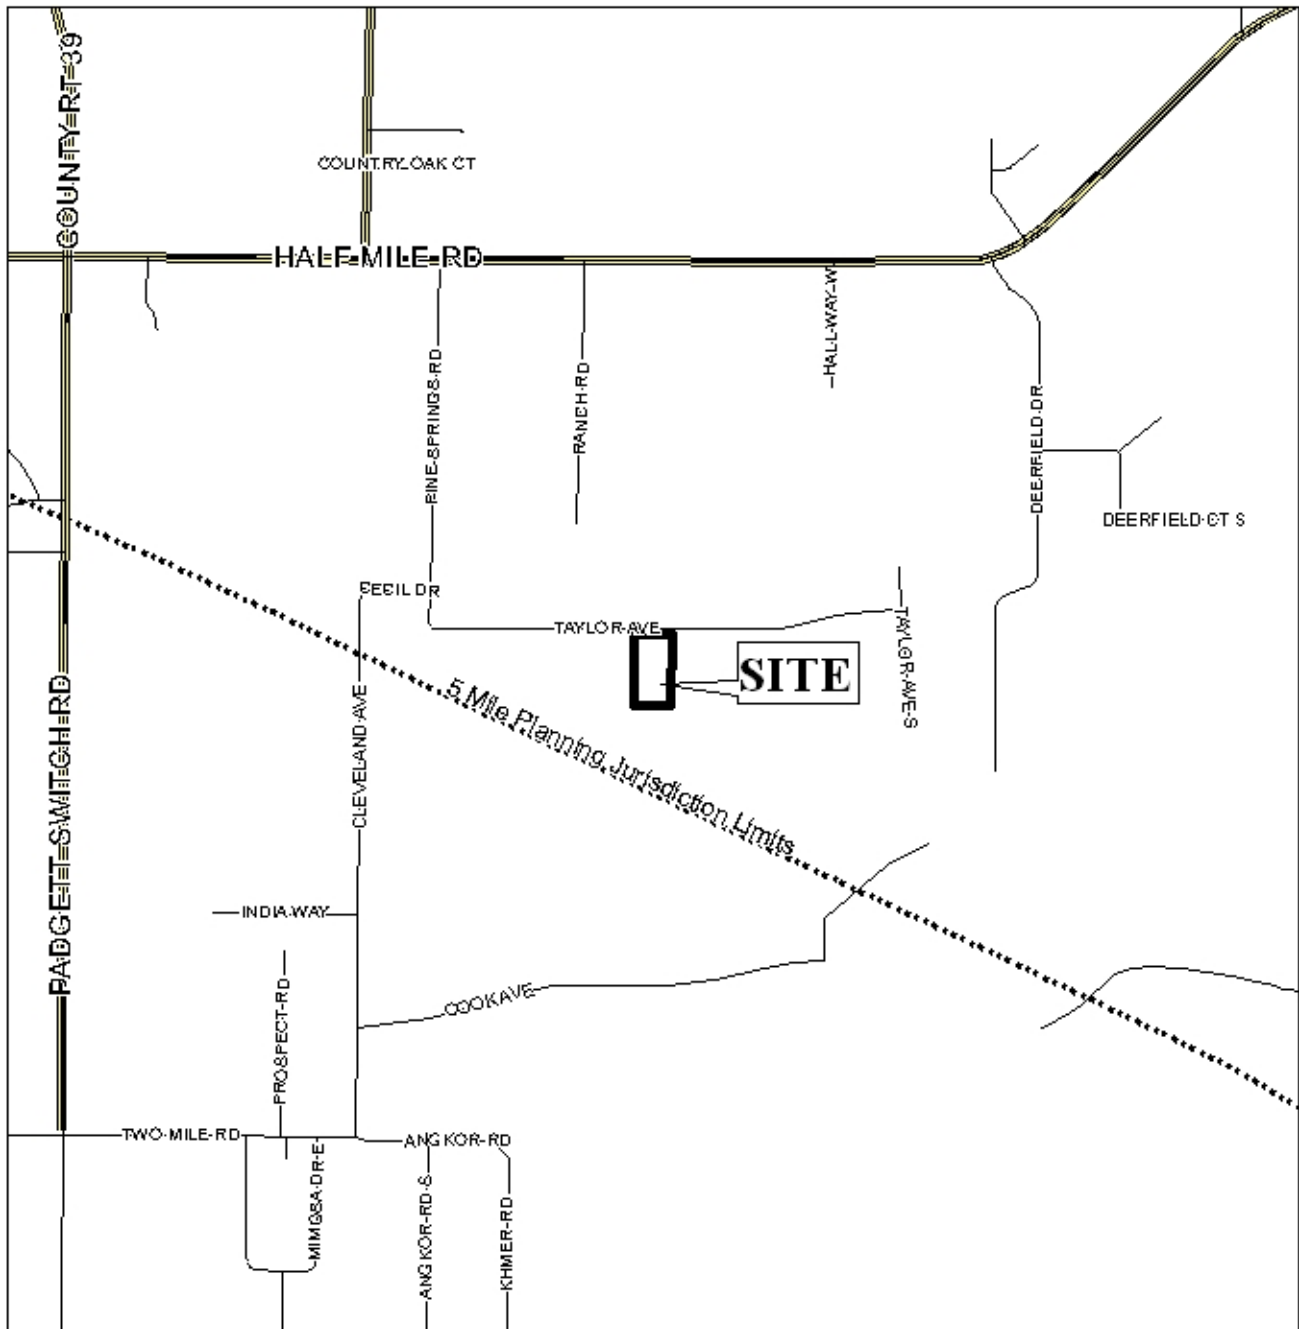 COUNTY RT 39
COUNTRY OAK CT
HALF MILE RD
HALL WAY W
PINE SPRINGS RD
RANCH RD
DEERFIELD DR
DEERFIELD CT S
CECIL DR
TAYLOR AVE
TAYLOR AVE S
SITE
PADGETT SWITCH RD
5 Mile Planning Jurisdiction Limits
CLEVELAND AVE
INDIA WAY
PROSPECT RD
COOK AVE
TWO MILE RD
ANGKOR RD
MIMOSA DR E
ANGKOR RD S
KHMER RD